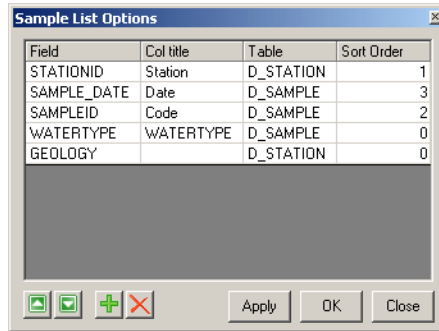 Sample List Options
Field Col title Table Sort Order
STATIONID Station D_STATION 1
SAMPLE_DATE Date D_SAMPLE 3
SAMPLEID Code D_SAMPLE 2
WATERTYPE WATERTYPE D_SAMPLE 0
GEOLOGY D_STATION 0
Apply OK Close